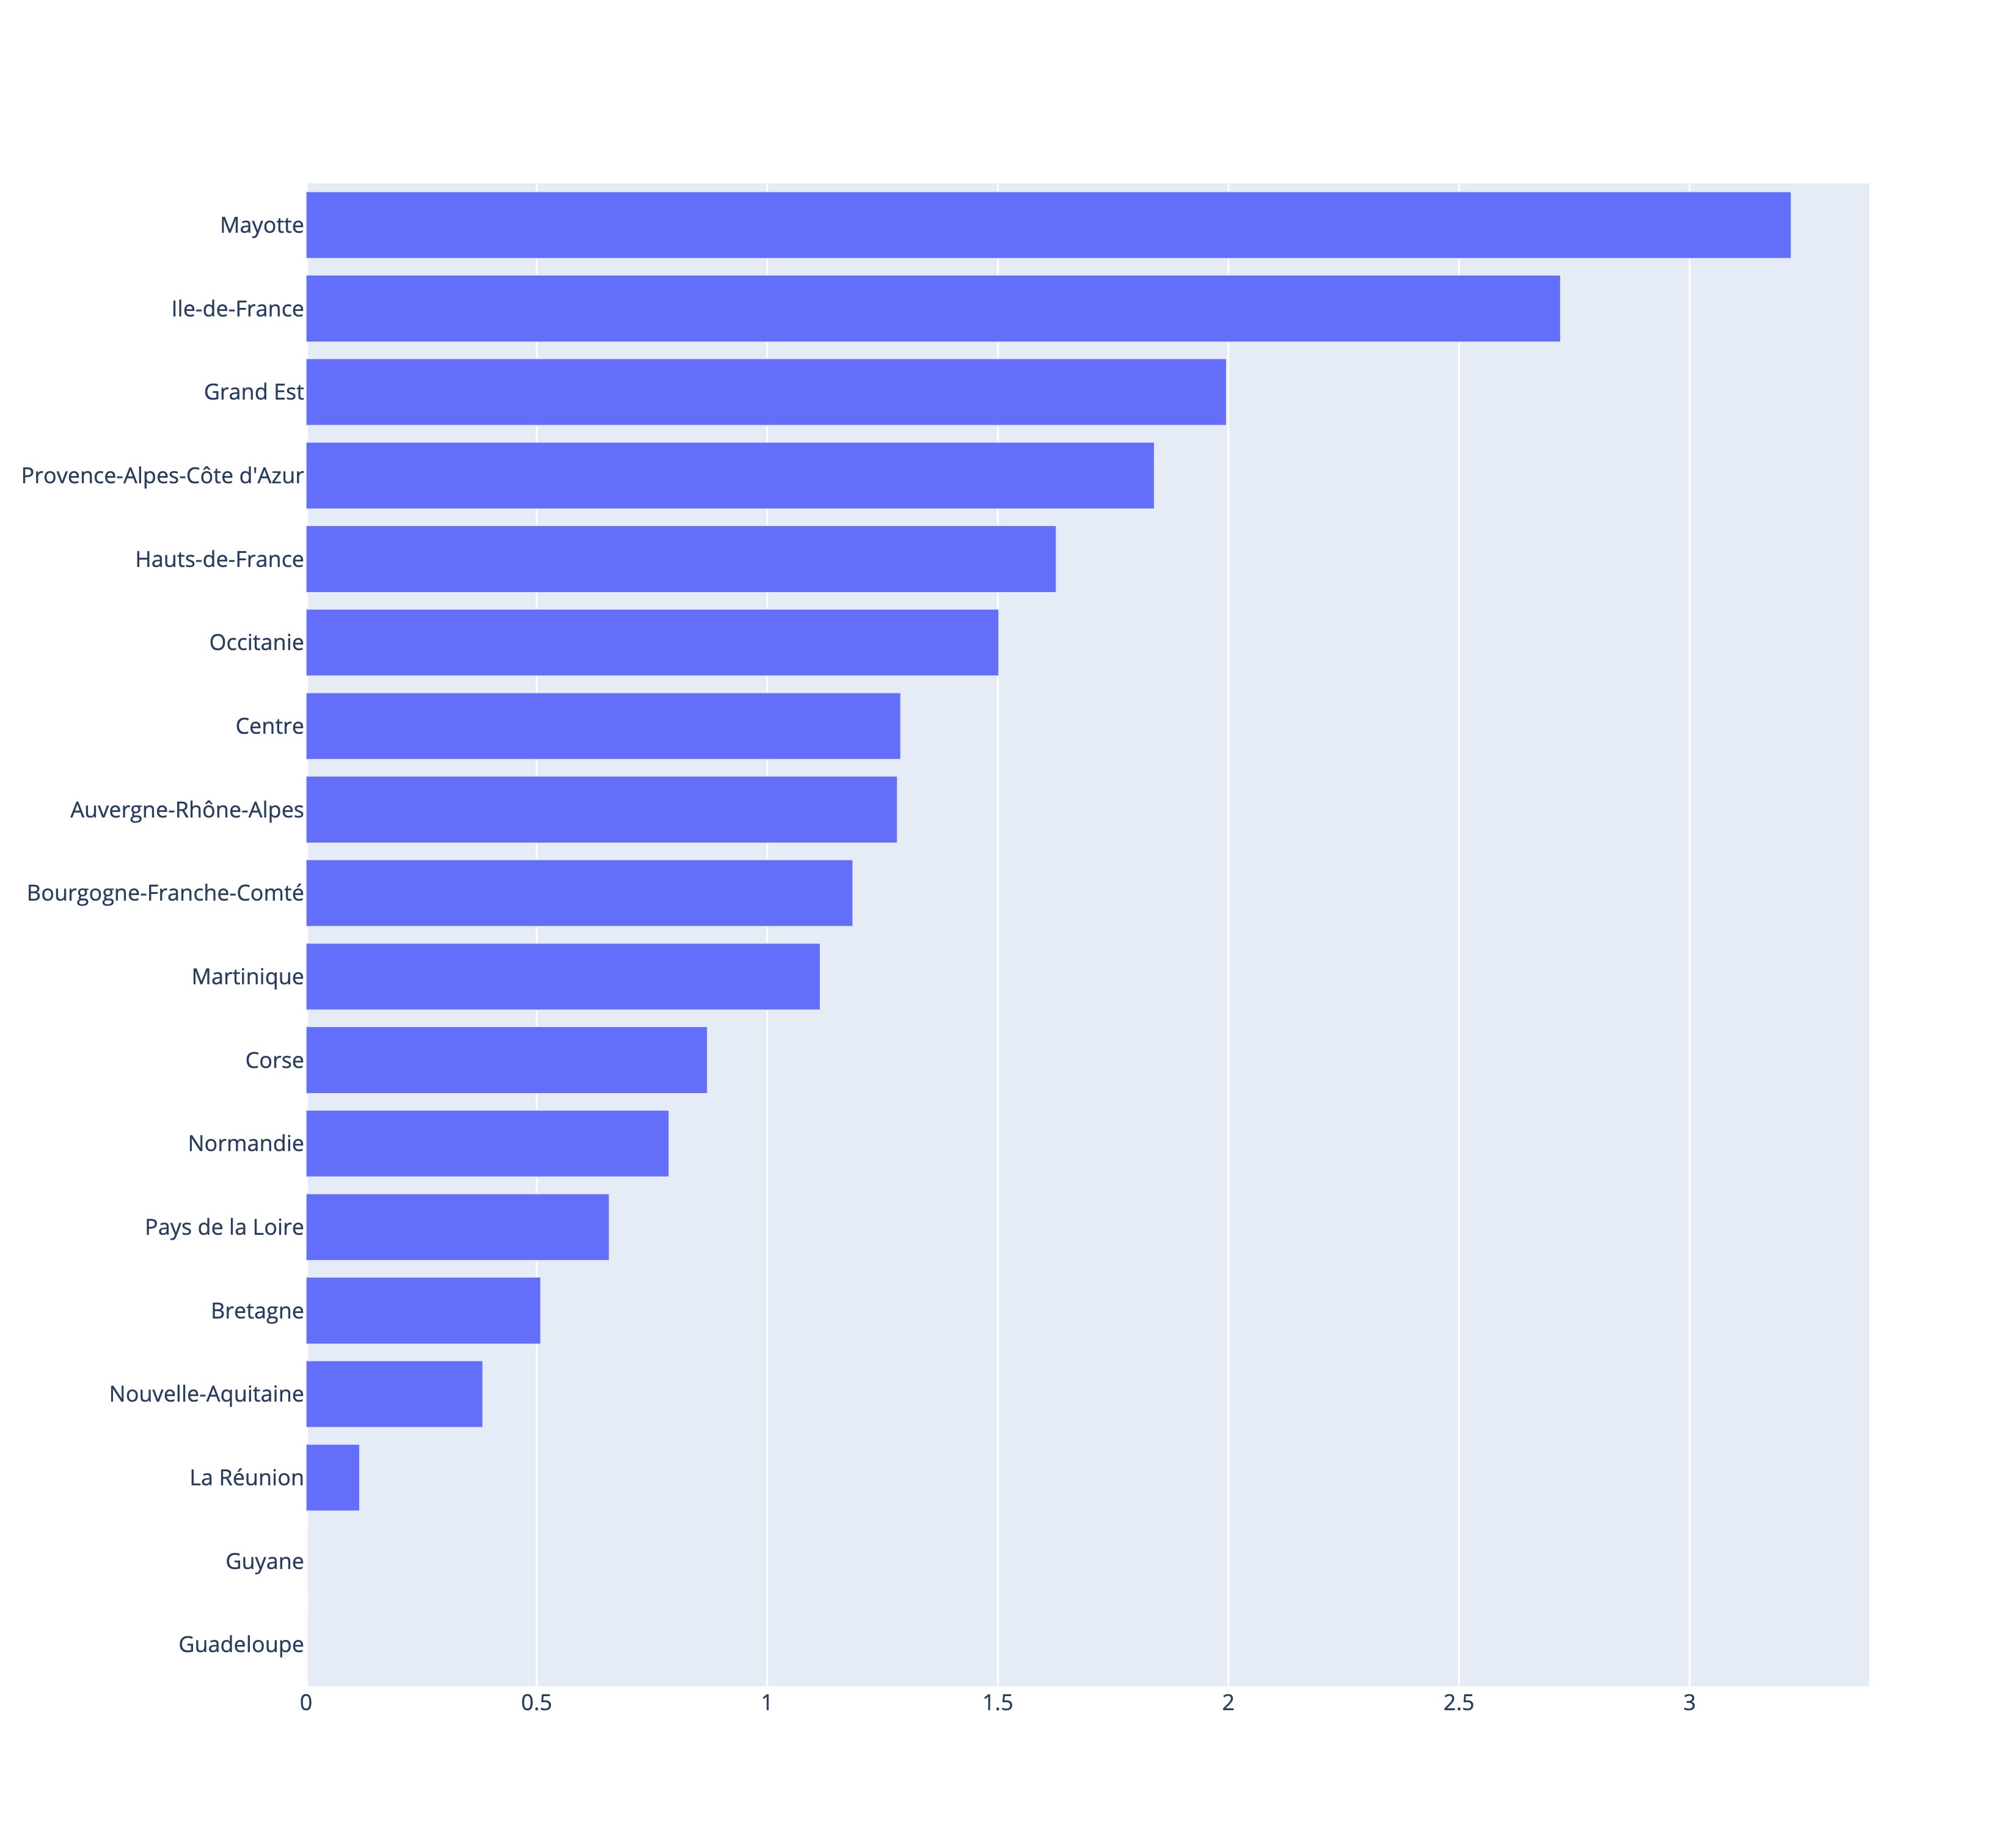 Mayotte
Ile-de-France
Grand Est
Provence-Alpes-Côte d'Azur
Hauts-de-France
Occitanie
Centre
Auvergne-Rhône-Alpes
Bourgogne-Franche-Comté
Martinique
Corse
Normandie
Pays de la Loire
Bretagne
Nouvelle-Aquitaine
La Réunion
Guyane
Guadeloupe
0 0.5 1 1.5 2 2.5 3